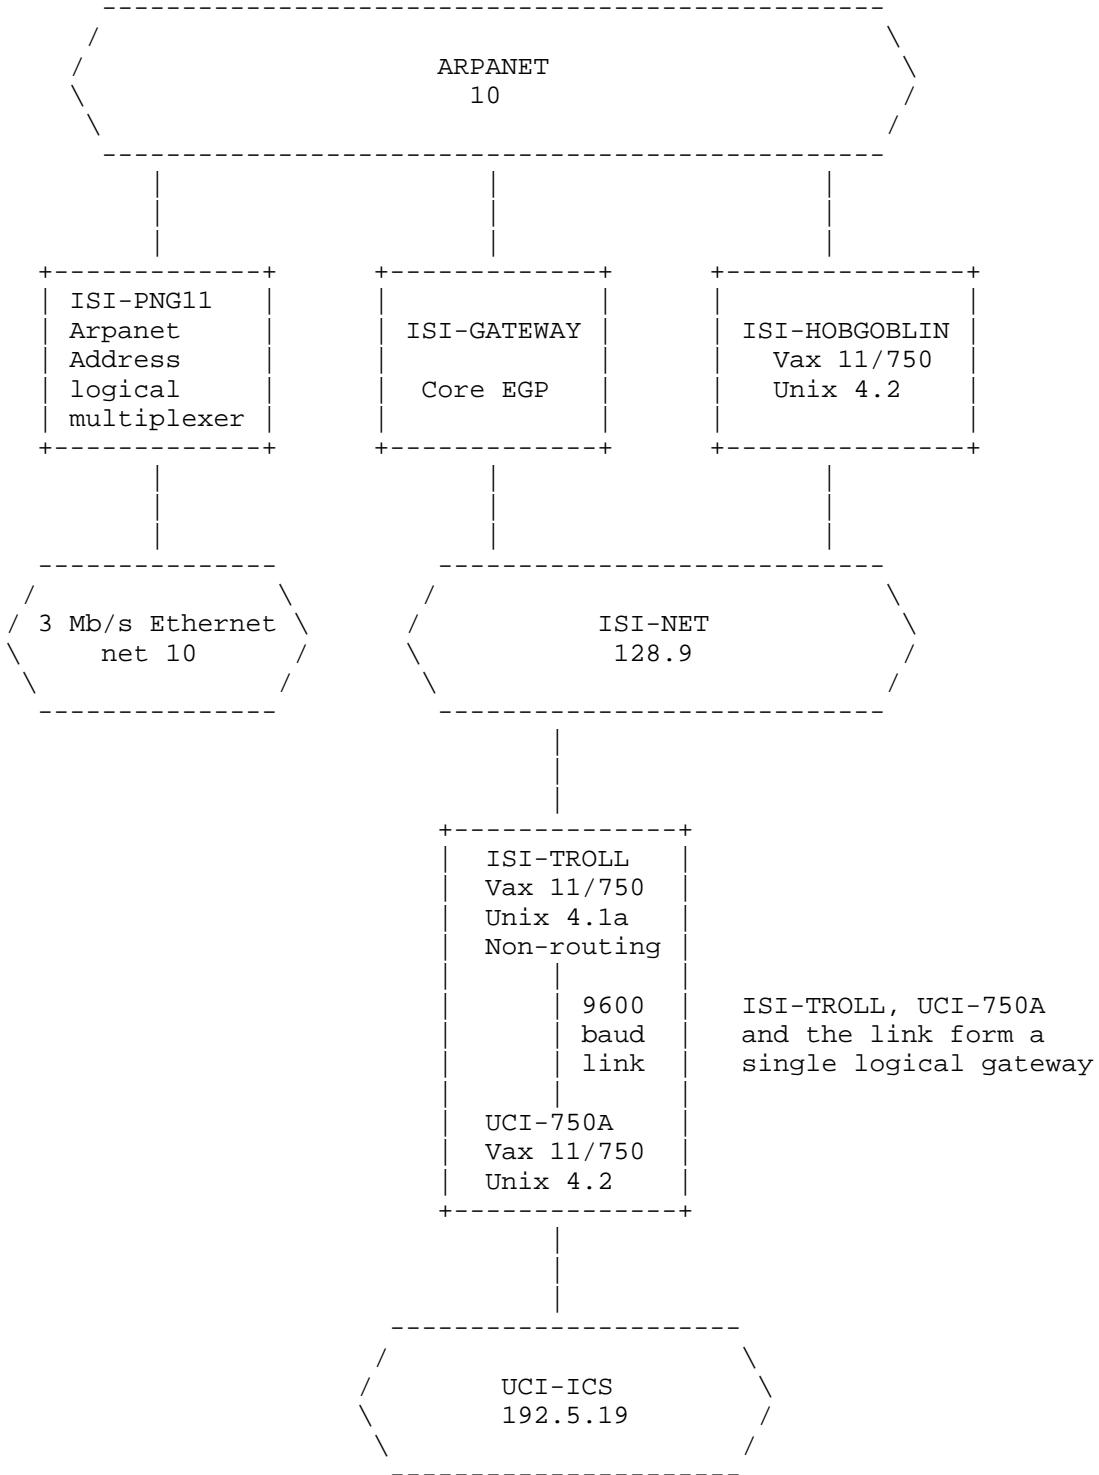 ARPANET
10
ISI-PNG11
Arpanet
Address
logical
multiplexer
ISI-GATEWAY
Core EGP
ISI-HOBGOBLIN
Vax 11/750
Unix 4.2
3 Mb/s Ethernet
net 10
ISI-NET
128.9
ISI-TROLL
Vax 11/750
Unix 4.1a
Non-routing
9600
baud
link
ISI-TROLL, UCI-750A
and the link form a
single logical gateway
UCI-750A
Vax 11/750
Unix 4.2
UCI-ICS
192.5.19